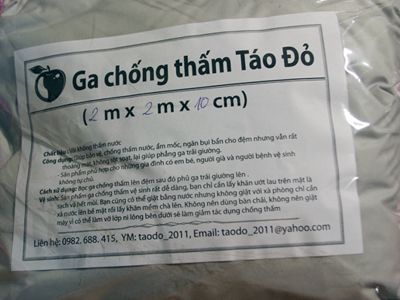 Ga chống thấm Táo Đỏ
(2 m x 2 m x 10 cm)
Chất liệu: Vải không thấm nước
Công dụng: Giúp bảo vệ, chống thấm nước, ẩm mốc, ngăn bụi bẩn cho đệm nhưng vẫn rất
thoáng mát, không sột soạt, lại giúp phẳng ga trải giường.
- Sản phẩm phù hợp cho những gia đình có em bé, người già và người bệnh vệ sinh
không tự chủ.
Cách sử dụng: Bọc ga chống thấm lên đệm sau đó phủ ga trải giường lên .
Vệ sinh: Sản phẩm ga chống thấm vệ sinh rất dễ dàng, bạn chỉ cần lấy khăn ướt lau trên mặt là
sạch và hết mùi. Bạn cũng có thể giặt bằng nước nhưng không giặt với xà phòng chỉ cần
xả nước lên bề mặt rồi lấy khăn mềm chà lên. Không nên dùng bàn chải, không nên giặt
máy vì có thể làm vỡ lớp ni lông bên dưới sẽ làm giảm tác dụng chống thấm
Liên hệ: 0982. 688. 415, YM: taodo_2011, Email: taodo_2011@yahoo.com